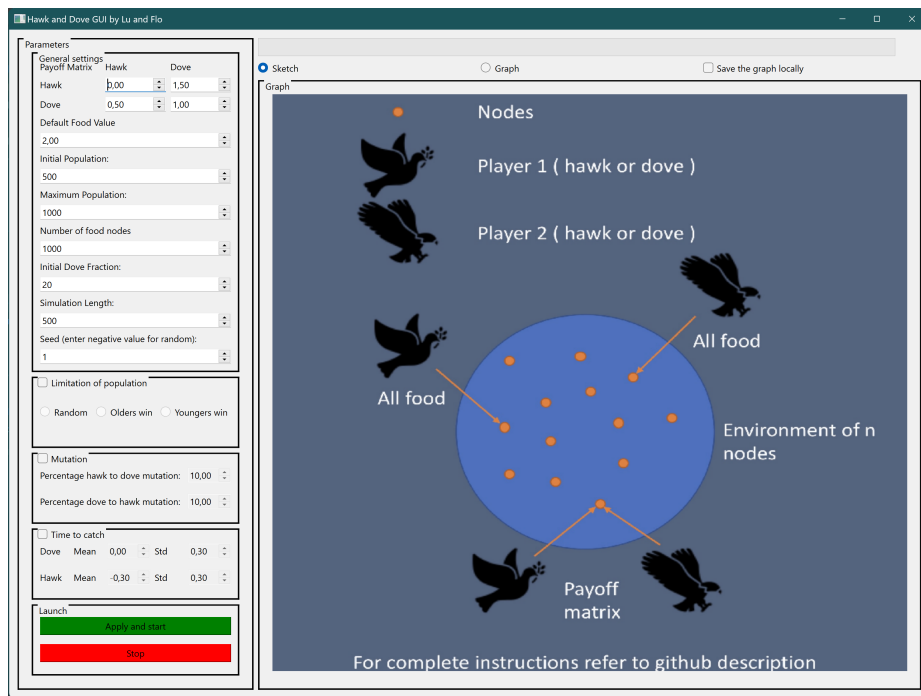 Hawk and Dove GUI by Lu and Flo
Parameters
General settings
Payoff Matrix Hawk Dove
Hawk 0,00 1,50
Dove 0,50 1,00
Default Food Value
2,00
Initial Population:
500
Maximum Population:
1000
Number of food nodes
1000
Initial Dove Fraction:
20
Simulation Length:
500
Seed (enter negative value for random):
1
Limitation of population
Random Olders win Youngers win
Mutation
Percentage hawk to dove mutation: 10,00
Percentage dove to hawk mutation: 10,00
Time to catch
Dove Mean 0,00 Std 0,30
Hawk Mean -0,30 Std 0,30
Launch
Apply and start
Stop
Sketch Graph Save the graph locally
Graph
Nodes
Player 1 ( hawk or dove )
Player 2 ( hawk or dove )
All food
All food
Environment of n
nodes
Payoff
matrix
For complete instructions refer to github description